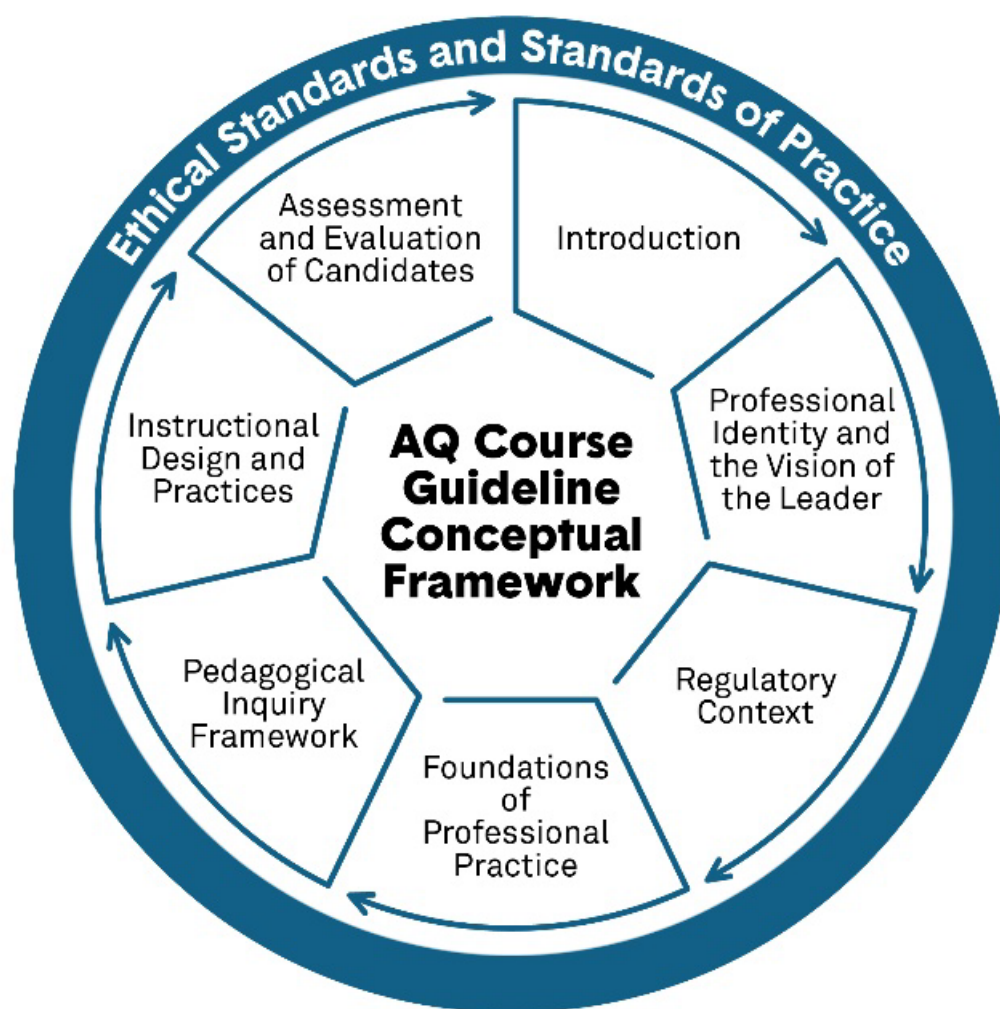 Ethical Standards and Standards of Practice
Assessment
and Evaluation
of Candidates
Introduction
Professional
Identity and
the Vision of
the Leader
Regulatory
Context
Foundations
of
Professional
Practice
Pedagogical
Inquiry
Framework
Instructional
Design and
Practices
AQ Course
Guideline
Conceptual
Framework